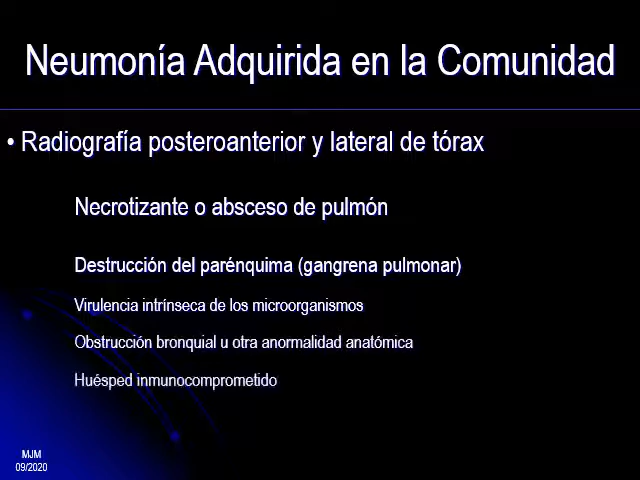 Neumonía Adquirida en la Comunidad
• Radiografía posteroanterior y lateral de tórax
Necrotizante o absceso de pulmón
Destrucción del parénquima (gangrena pulmonar)
Virulencia intrínseca de los microorganismos
Obstrucción bronquial u otra anormalidad anatómica
Huésped inmunocomprometido
MJM
09/2020